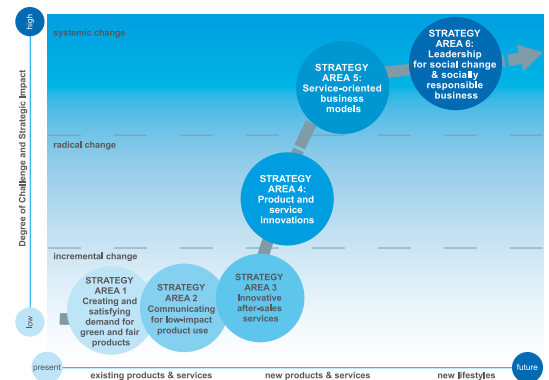 high
systemic change
STRATEGY
AREA 6:
Leadership
for social change
& socially
responsible
business
STRATEGY
AREA 5:
Service-oriented
business
models
Degree of Challenge and Strategic Impact
radical change
STRATEGY
AREA 4:
Product and
service
innovations
incremental change
STRATEGY
AREA 1
Creating and
satisfying
demand for
green and fair
products
STRATEGY
AREA 2
Communicating
for low-impact
product use
STRATEGY
AREA 3
Innovative
after-sales
services
low
present
existing products & services
new products & services
new lifestyles
future